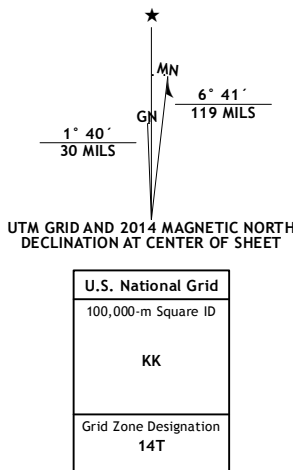 ★
MN
GN
6° 41´
119 MILS
1° 40´
30 MILS
UTM GRID AND 2014 MAGNETIC NORTH
DECLINATION AT CENTER OF SHEET
U.S. National Grid
100,000-m Square ID
KK
Grid Zone Designation
14T